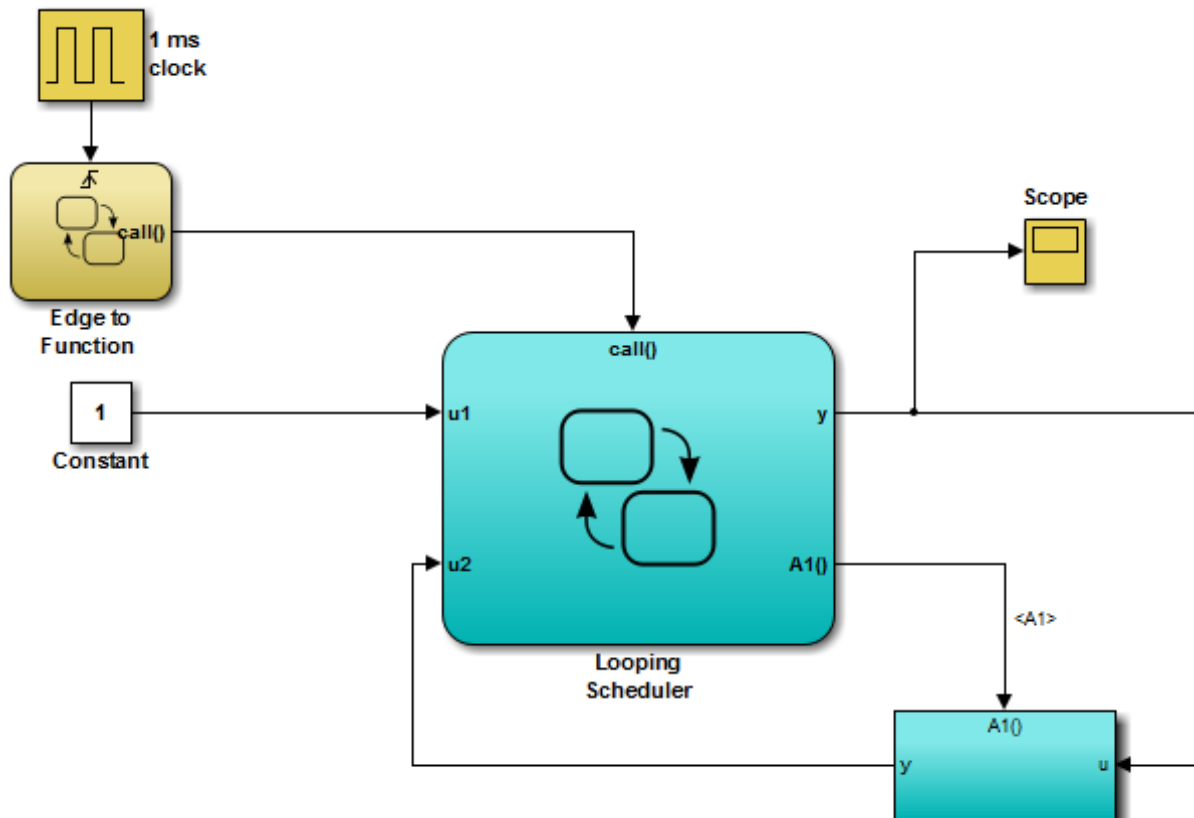 1 ms
clock
call()
Edge to
Function
Scope
call()
1
Constant
u1
y
u2
A1()
<A1>
Looping
Scheduler
A1()
y
u